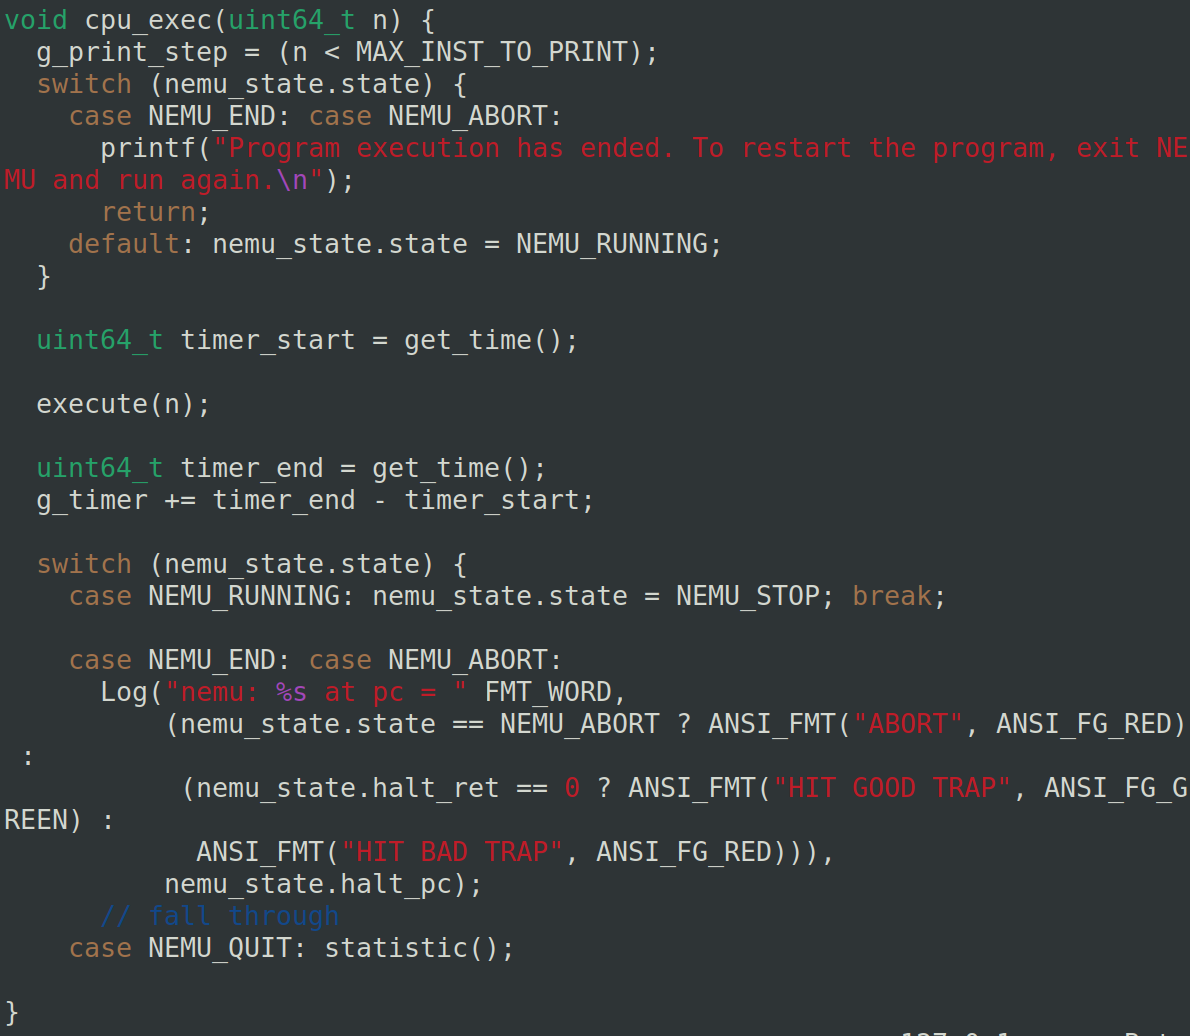 void cpu_exec(uint64_t n) {
  g_print_step = (n < MAX_INST_TO_PRINT);
  switch (nemu_state.state) {
    case NEMU_END: case NEMU_ABORT:
      printf("Program execution has ended. To restart the program, exit NE
MU and run again.\n");
      return;
    default: nemu_state.state = NEMU_RUNNING;
  }

  uint64_t timer_start = get_time();

  execute(n);

  uint64_t timer_end = get_time();
  g_timer += timer_end - timer_start;

  switch (nemu_state.state) {
    case NEMU_RUNNING: nemu_state.state = NEMU_STOP; break;

    case NEMU_END: case NEMU_ABORT:
      Log("nemu: %s at pc = " FMT_WORD,
          (nemu_state.state == NEMU_ABORT ? ANSI_FMT("ABORT", ANSI_FG_RED)
 :
           (nemu_state.halt_ret == 0 ? ANSI_FMT("HIT GOOD TRAP", ANSI_FG_G
REEN) :
            ANSI_FMT("HIT BAD TRAP", ANSI_FG_RED))),
          nemu_state.halt_pc);
      // fall through
    case NEMU_QUIT: statistic();

}